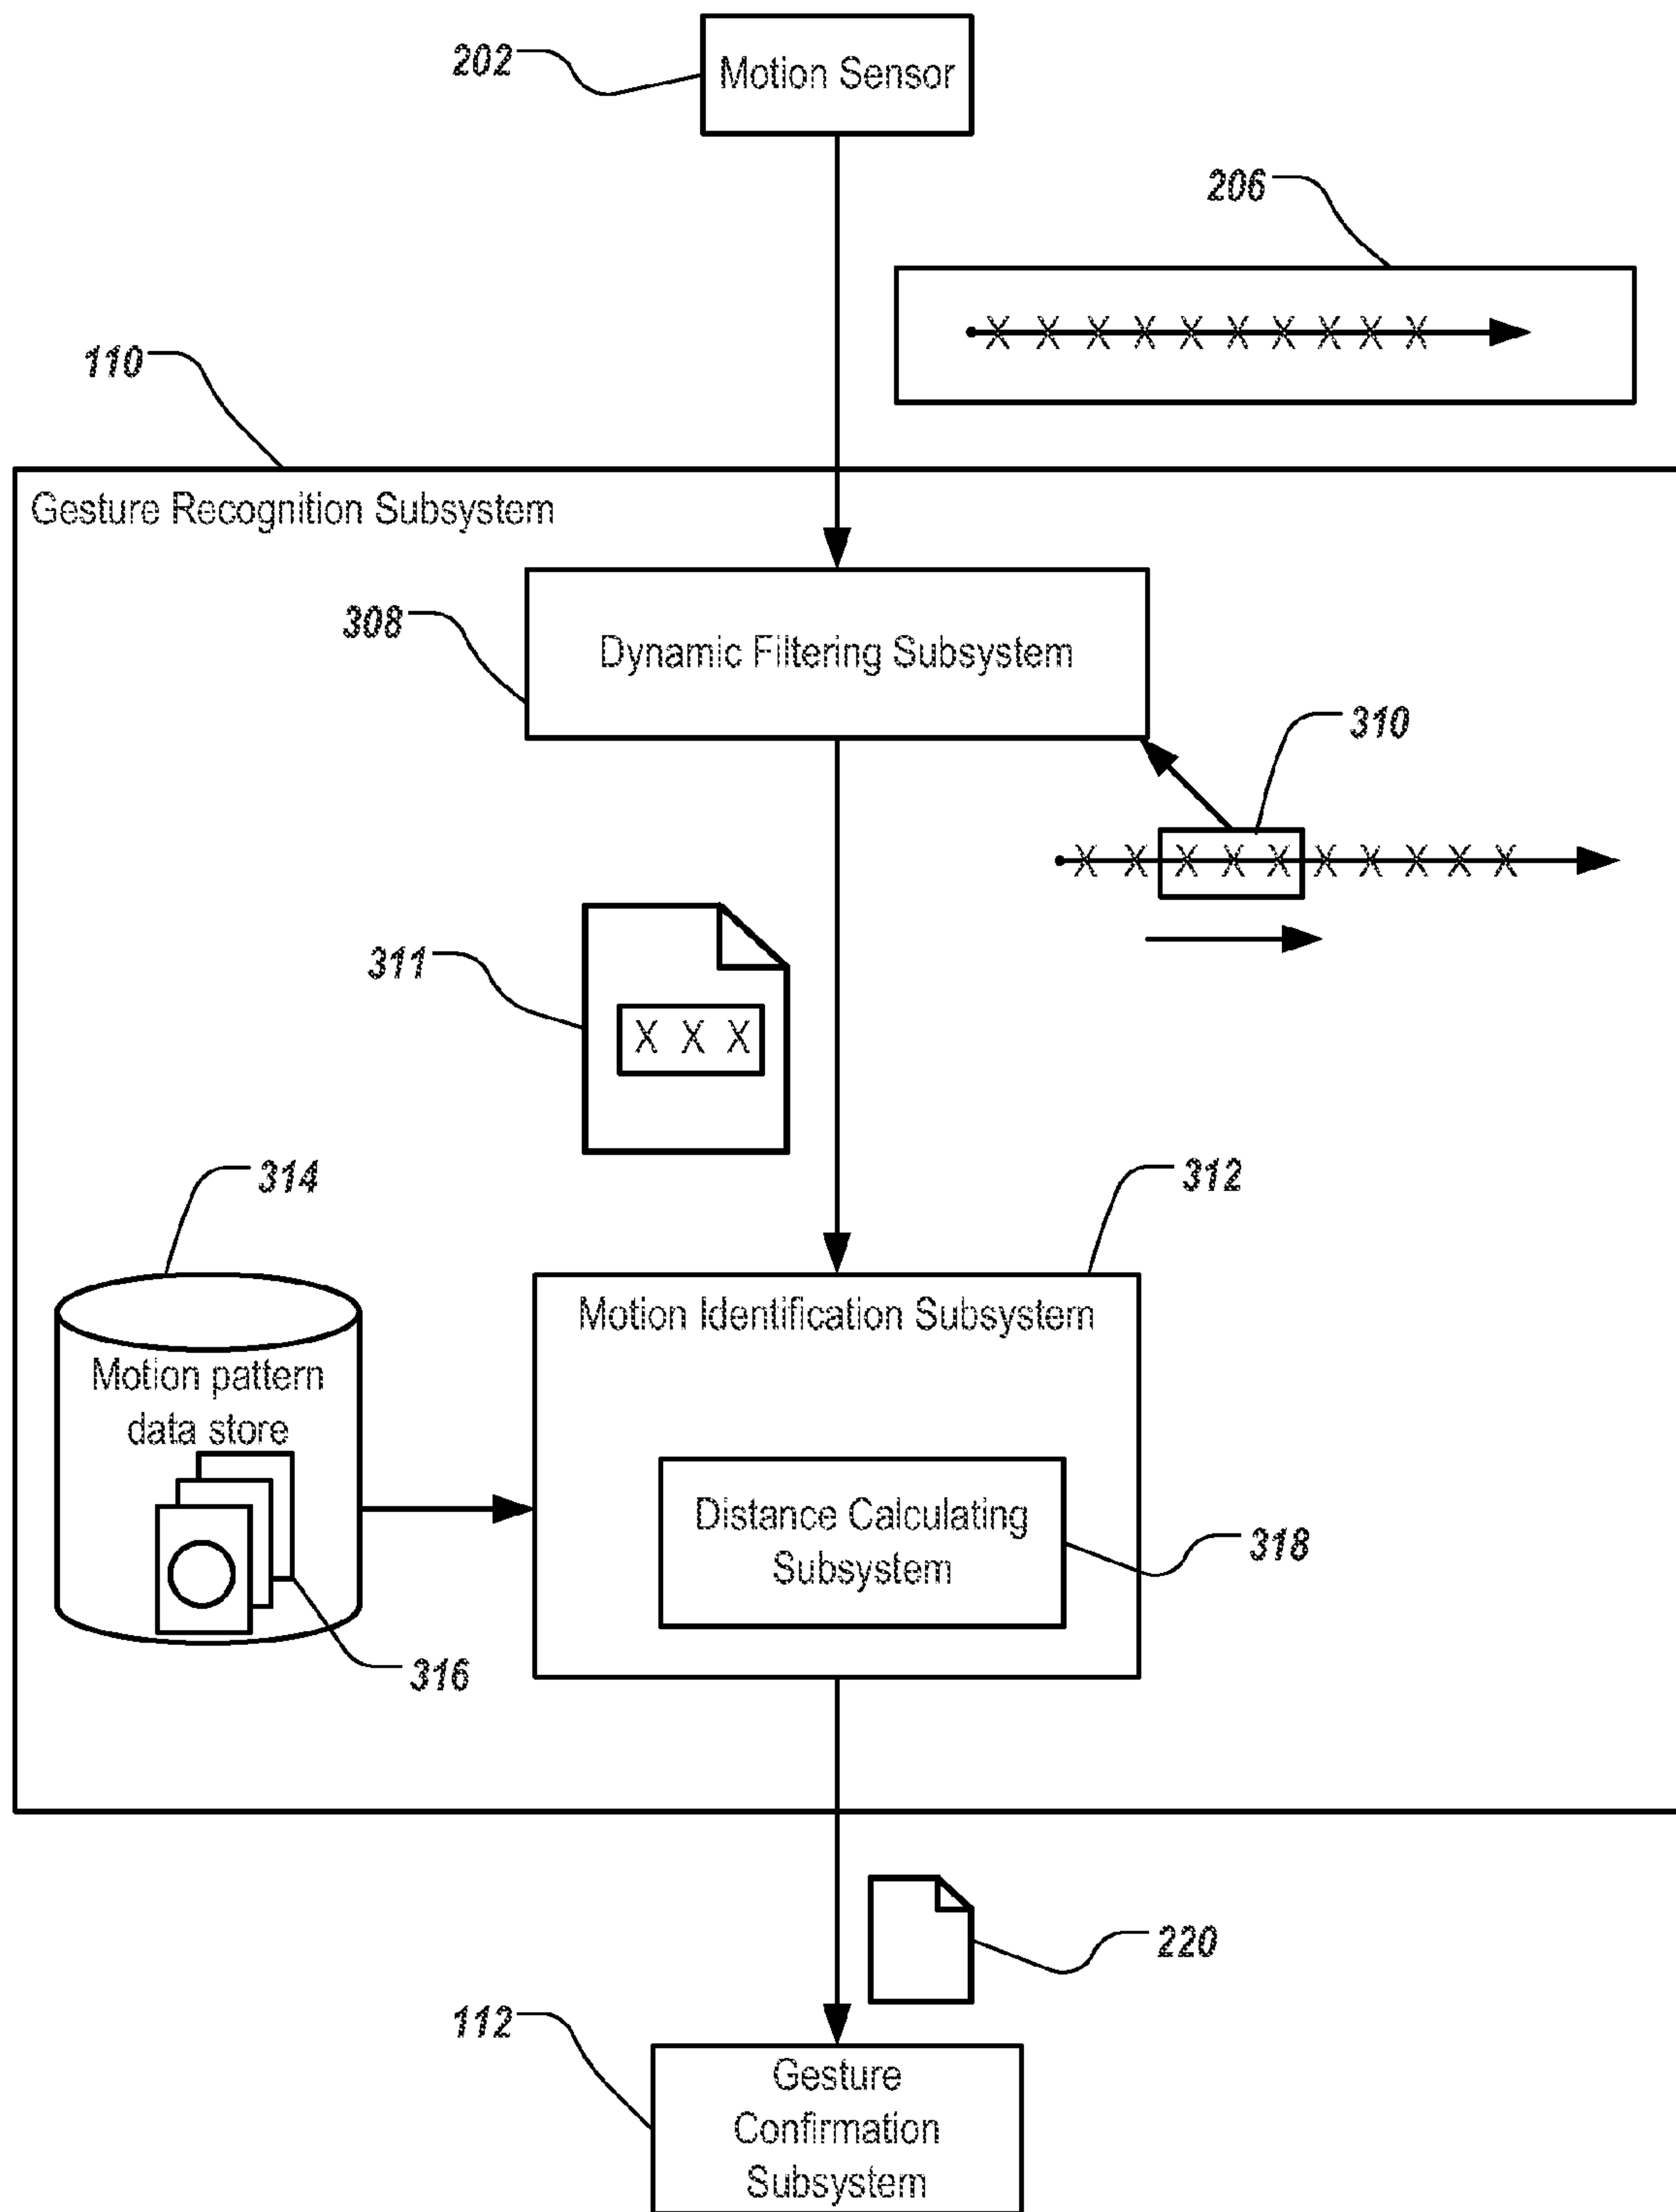 202
Motion Sensor
206
X X X X X X X X X X
110
Gesture Recognition Subsystem
308
Dynamic Filtering Subsystem
310
X X X X X X X X X X
311
X X X
314
312
Motion Identification Subsystem
Motion pattern
data store
Distance Calculating
Subsystem
318
316
220
112
Gesture
Confirmation
Subsystem